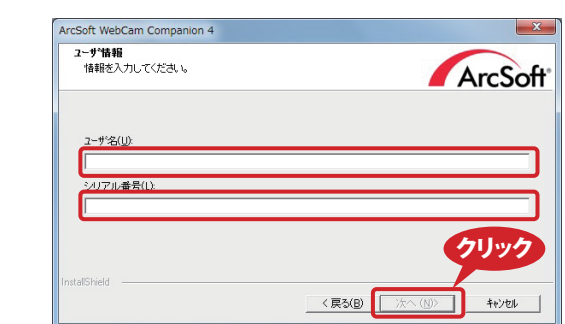 ArcSoft WebCam Companion 4
ユーザ情報
情報を入力してください。
ArcSoft
ユーザ名(U):
シリアル番号(L):
クリック
InstallShield
< 戻る(B)
次へ(N)>
キャンセル